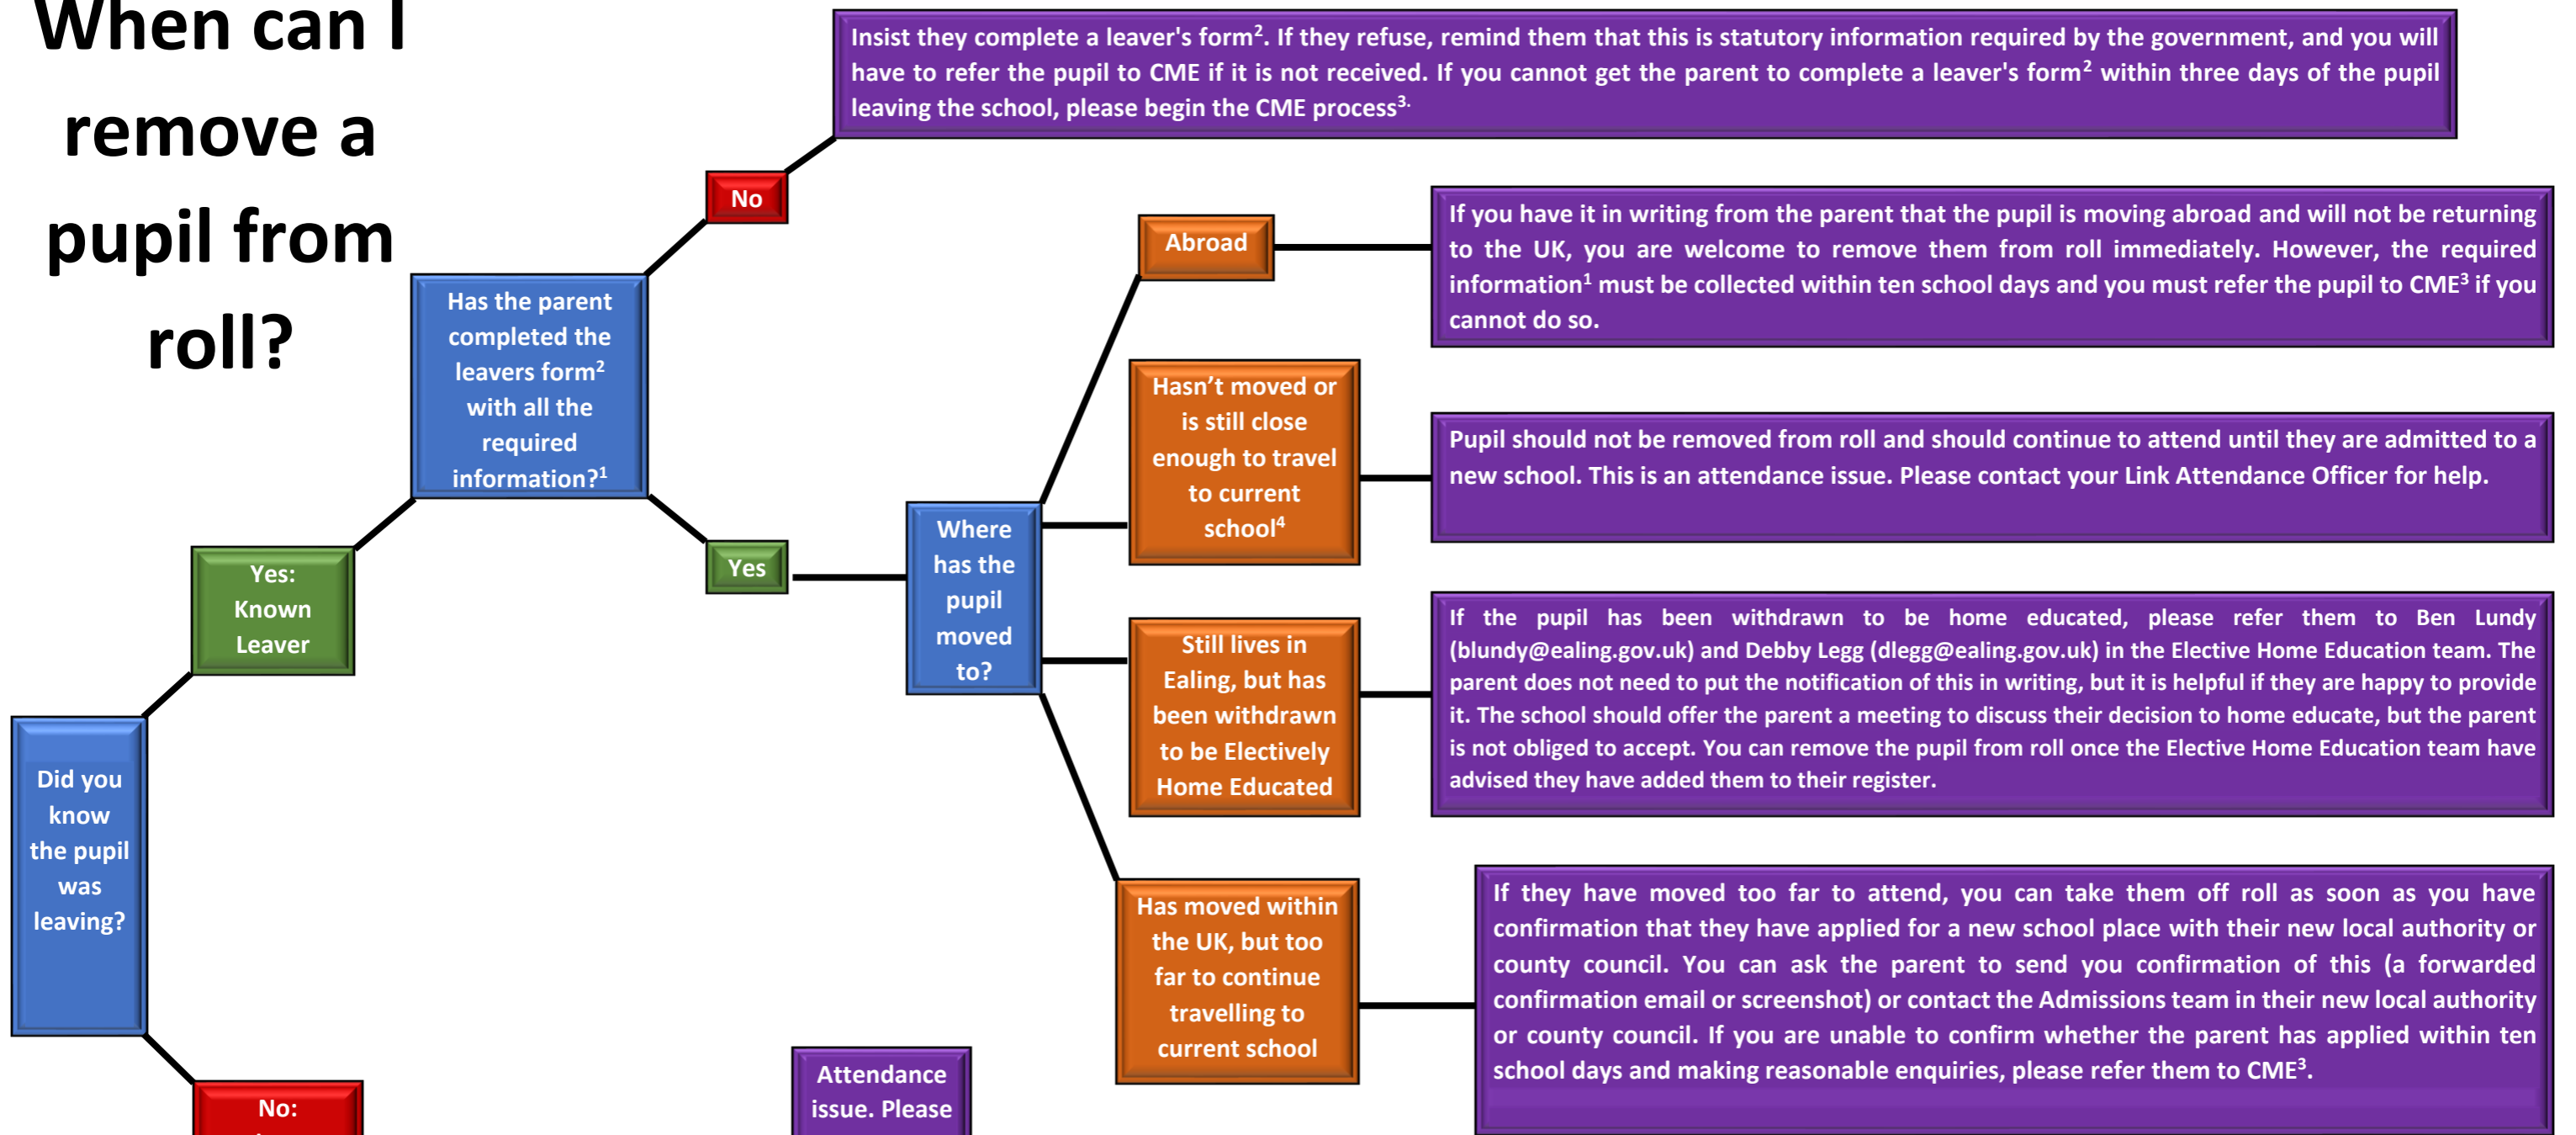 When can I
remove a
pupil from
roll?
Insist they complete a leaver's form². If they refuse, remind them that this is statutory information required by the government, and you will
have to refer the pupil to CME if it is not received. If you cannot get the parent to complete a leaver's form² within three days of the pupil
leaving the school, please begin the CME process³·
No
Abroad
If you have it in writing from the parent that the pupil is moving abroad and will not be returning
to the UK, you are welcome to remove them from roll immediately. However, the required
information¹ must be collected within ten school days and you must refer the pupil to CME³ if you
cannot do so.
Has the parent
completed the
leavers form²
with all the
required
information?¹
Hasn't moved or
is still close
enough to travel
to current
school⁴
Pupil should not be removed from roll and should continue to attend until they are admitted to a
new school. This is an attendance issue. Please contact your Link Attendance Officer for help.
Yes
Where
has the
pupil
moved
to?
Yes:
Known
Leaver
Still lives in
Ealing, but has
been withdrawn
to be Electively
Home Educated
If the pupil has been withdrawn to be home educated, please refer them to Ben Lundy
(blundy@ealing.gov.uk) and Debby Legg (dlegg@ealing.gov.uk) in the Elective Home Education team. The
parent does not need to put the notification of this in writing, but it is helpful if they are happy to provide
it. The school should offer the parent a meeting to discuss their decision to home educate, but the parent
is not obliged to accept. You can remove the pupil from roll once the Elective Home Education team have
advised they have added them to their register.
Did you
know
the pupil
was
leaving?
Has moved within
the UK, but too
far to continue
travelling to
current school
If they have moved too far to attend, you can take them off roll as soon as you have
confirmation that they have applied for a new school place with their new local authority or
county council. You can ask the parent to send you confirmation of this (a forwarded
confirmation email or screenshot) or contact the Admissions team in their new local authority
or county council. If you are unable to confirm whether the parent has applied within ten
school days and making reasonable enquiries, please refer them to CME³.
No:
Attendance
issue. Please